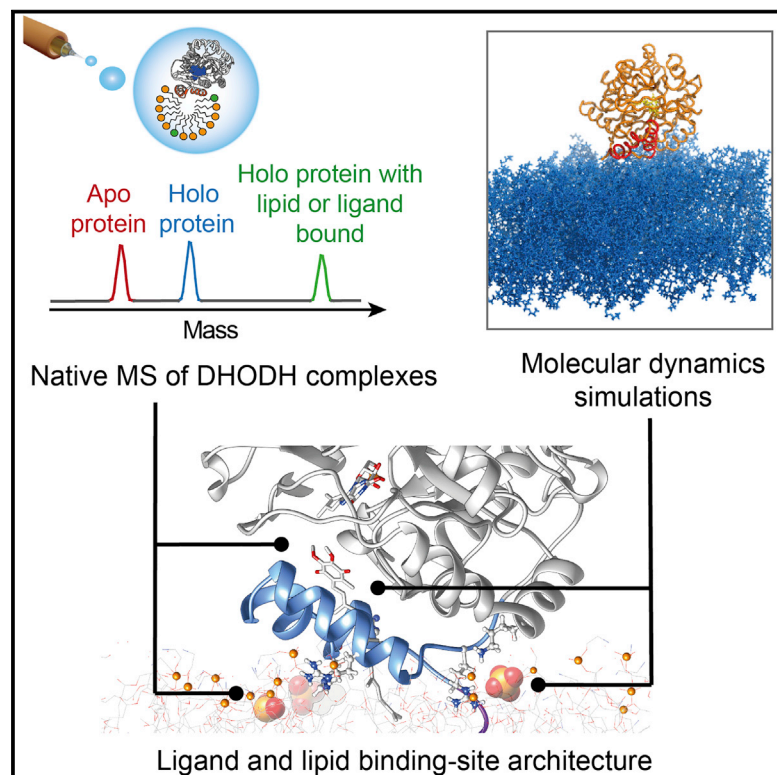 Apo
protein
Holo
protein
Holo protein with
lipid or ligand
bound
Mass
Native MS of DHODH complexes
Molecular dynamics
simulations
Ligand and lipid binding-site architecture